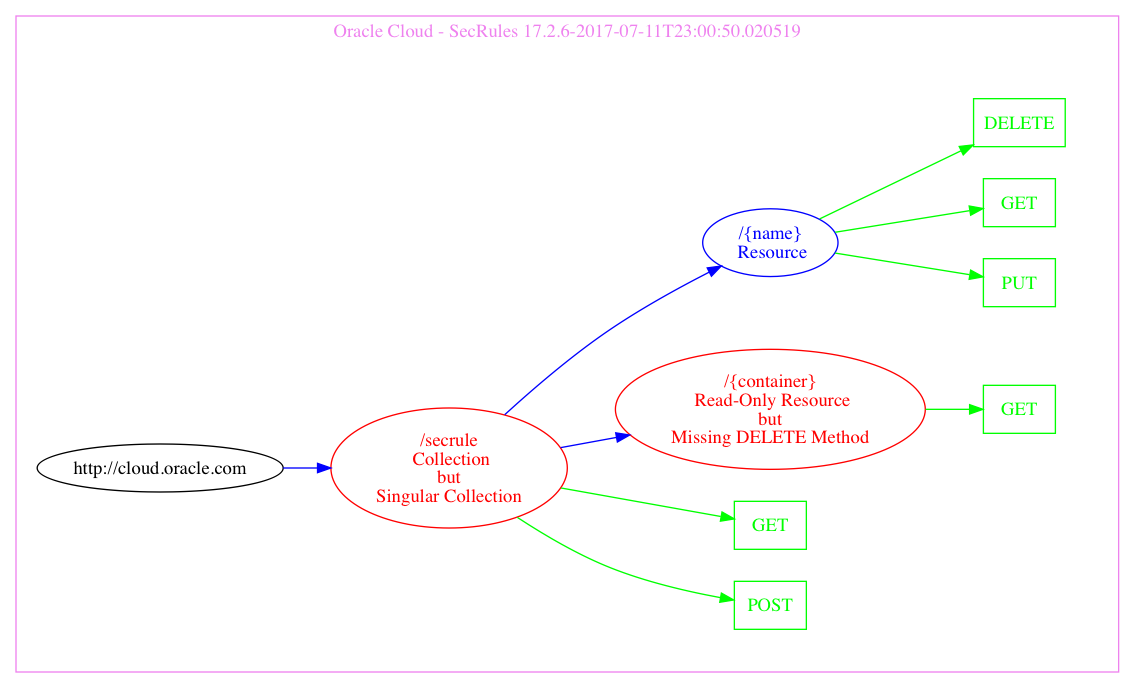 Oracle Cloud - SecRules 17.2.6-2017-07-11T23:00:50.020519
DELETE
GET
/{name}
Resource
PUT
/{container}
Read-Only Resource
but
Missing DELETE Method
GET
http://cloud.oracle.com
/secrule
Collection
but
Singular Collection
GET
POST